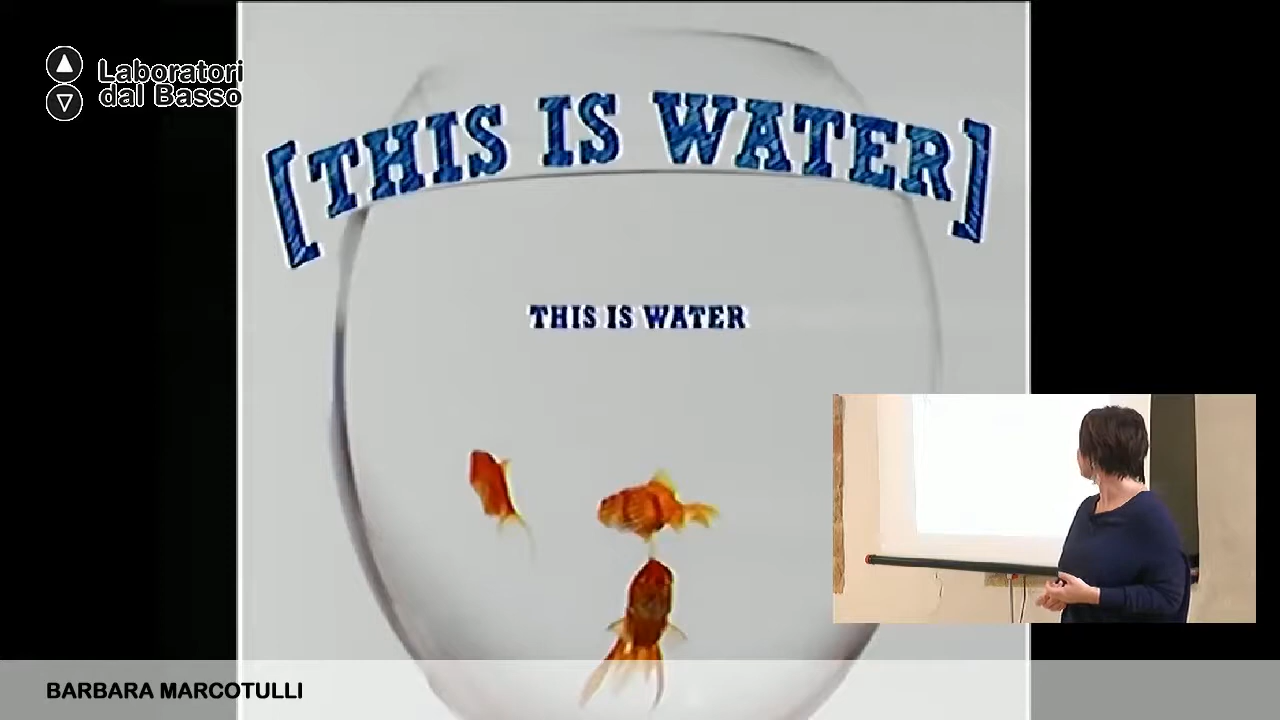 Laboratori
dal Basso
[THIS IS WATER]
THIS IS WATER
BARBARA MARCOTULLI